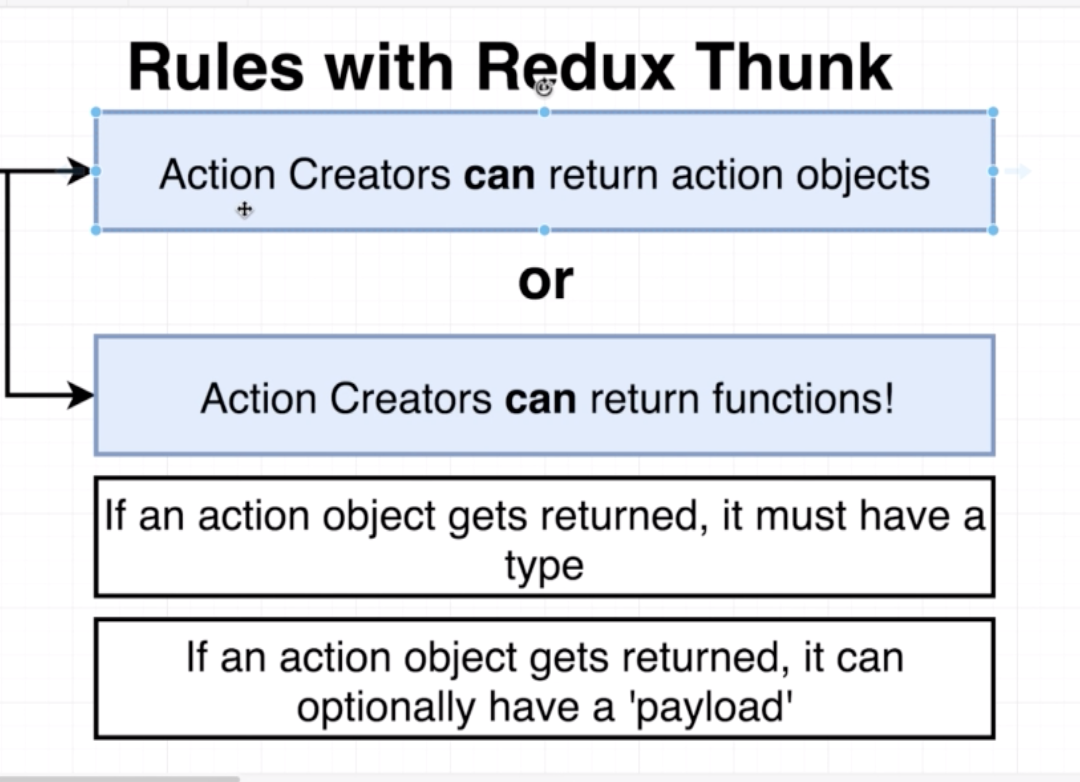 Rules with Redux Thunk
Action Creators can return action objects
or
Action Creators can return functions!
If an action object gets returned, it must have a
type
If an action object gets returned, it can
optionally have a 'payload'